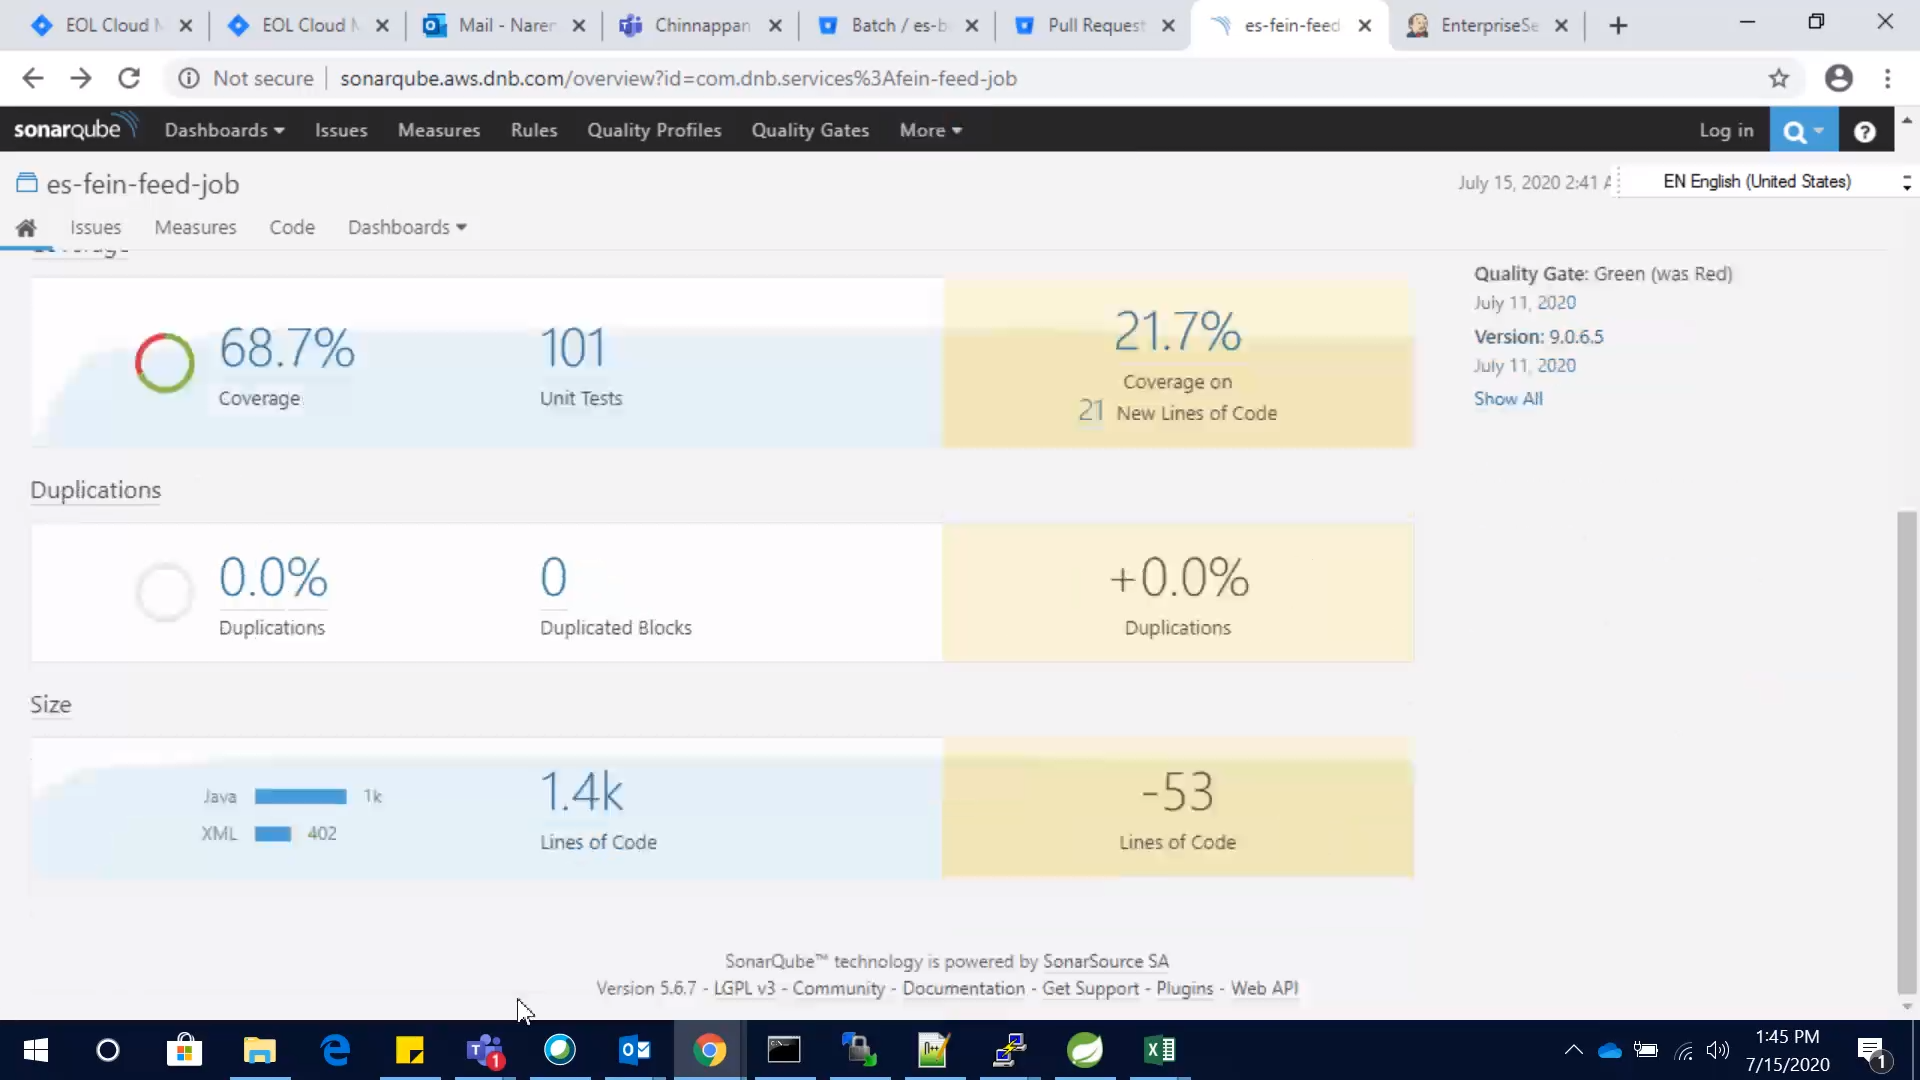 EOL Cloud M
EOL Cloud M
Mail - Naren
Chinnappan
Batch / es-b
Pull Request
es-fein-feed
EnterpriseSe
Not secure
sonarqube.aws.dnb.com/overview?id=com.dnb.services%3Afein-feed-job
sonarqube
Dashboards
Issues
Measures
Rules
Quality Profiles
Quality Gates
More
Log in
es-fein-feed-job
July 15, 2020 2:41 A
EN English (United States)
Issues
Measures
Code
Dashboards
Coverage
68.7%
Coverage
101
Unit Tests
21.7%
Coverage on
21 New Lines of Code
Quality Gate: Green (was Red)
July 11, 2020
Version: 9.0.6.5
July 11, 2020
Show All
Duplications
0.0%
Duplications
0
Duplicated Blocks
+0.0%
Duplications
Size
Java 1k
XML 402
1.4k
Lines of Code
-53
Lines of Code
SonarQube™ technology is powered by SonarSource SA
Version 5.6.7 - LGPL v3 - Community - Documentation - Get Support - Plugins - Web API
1
1:45 PM
7/15/2020
1